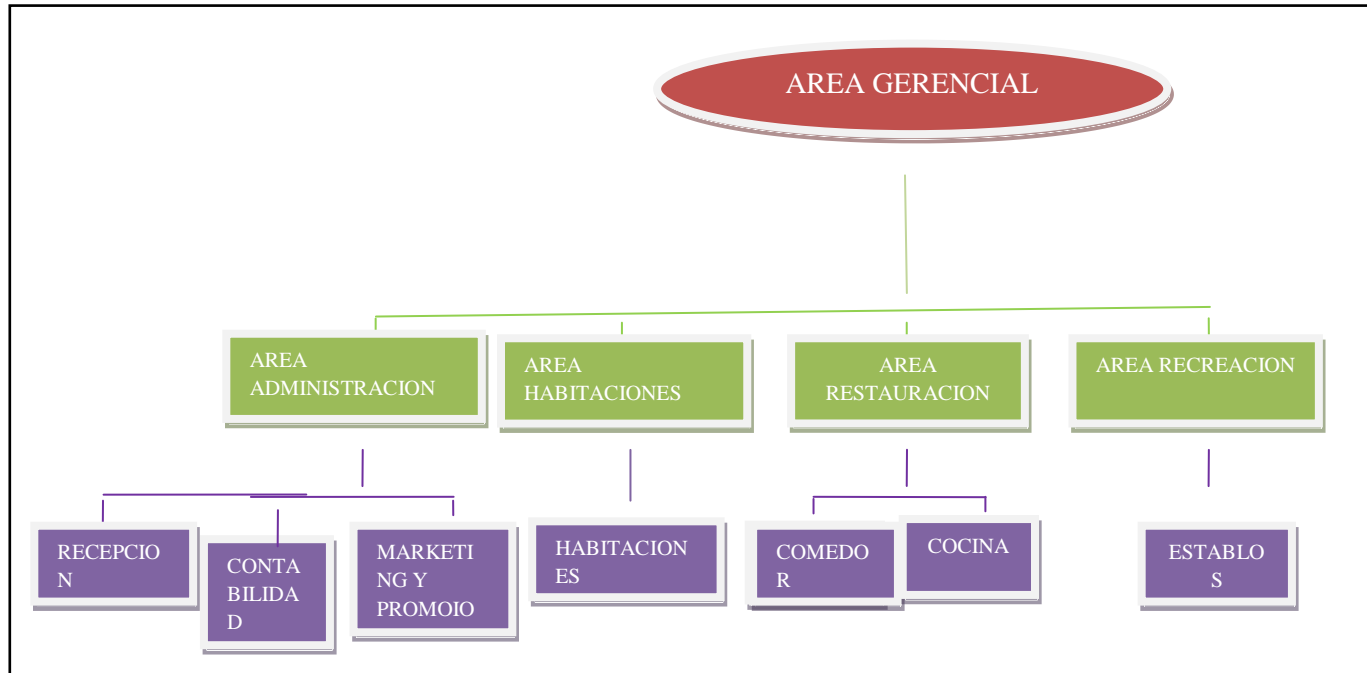 AREA GERENCIAL
AREA
ADMINISTRACION
AREA
HABITACIONES
AREA
RESTAURACION
AREA RECREACION
RECEPCIO
N
CONTA
BILIDA
D
MARKETI
NG Y
PROMOIO
HABITACION
ES
COMEDO
R
COCINA
ESTABLO
S